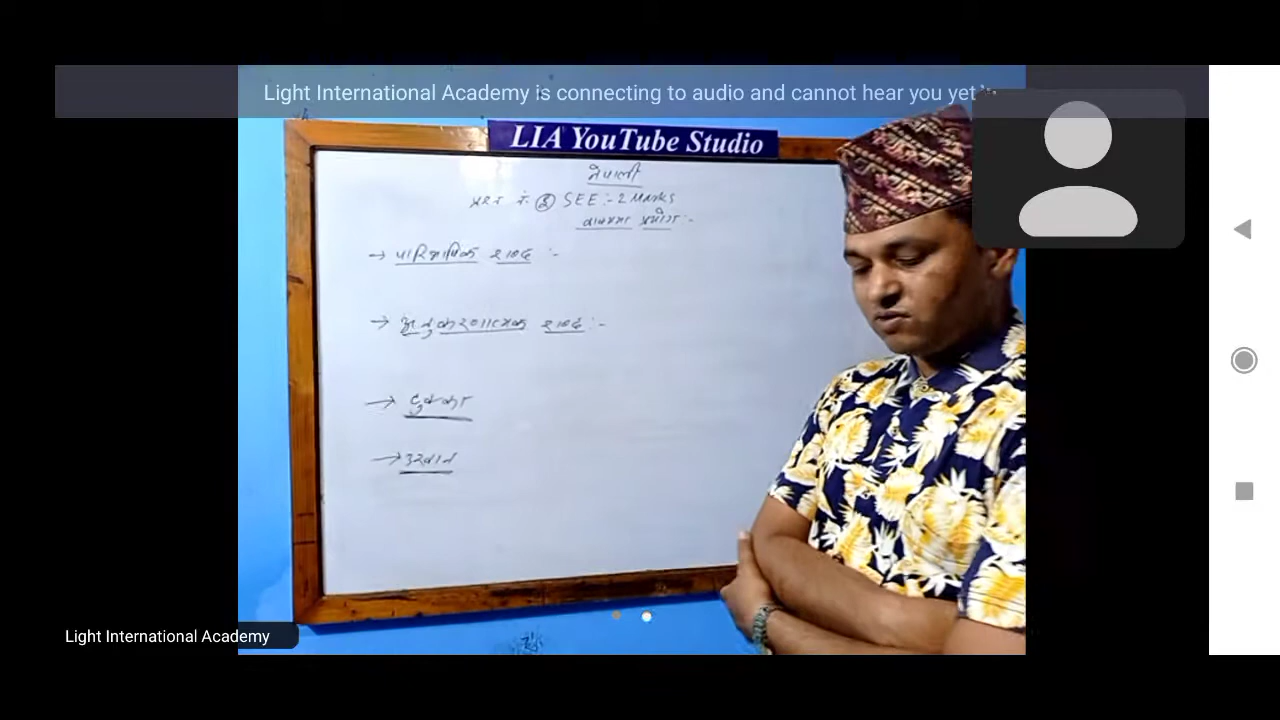 Light International Academy is connecting to audio and cannot hear you yet
LIA YouTube Studio
नेपाली
प्रश्न नं. ३ SEE :- 2 Marks
वाक्यमा प्रयोग :-
→ पारिभाषिक शब्द :-
→ अनुकरणात्मक शब्द :-
→ टुक्का
→ उखान
Light International Academy